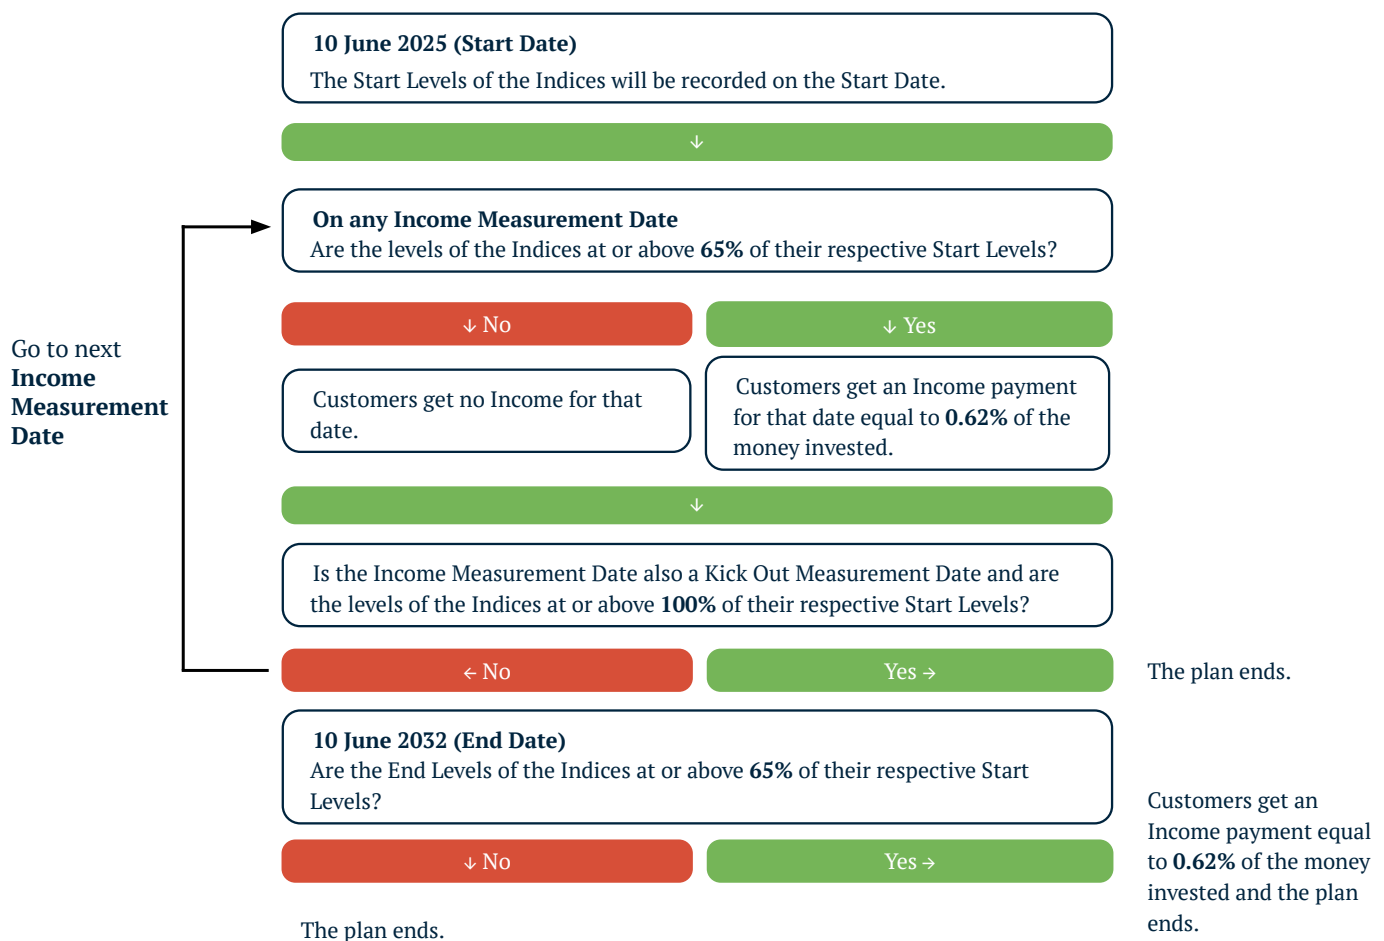 10 June 2025 (Start Date)
The Start Levels of the Indices will be recorded on the Start Date.
↓
On any Income Measurement Date
Are the levels of the Indices at or above 65% of their respective Start Levels?
↓ No
↓ Yes
Go to next
Income
Measurement
Date
Customers get no Income for that
date.
Customers get an Income payment
for that date equal to 0.62% of the
money invested.
↓
Is the Income Measurement Date also a Kick Out Measurement Date and are
the levels of the Indices at or above 100% of their respective Start Levels?
← No
Yes →
The plan ends.
10 June 2032 (End Date)
Are the End Levels of the Indices at or above 65% of their respective Start
Levels?
↓ No
Yes →
Customers get an
Income payment equal
to 0.62% of the money
invested and the plan
ends.
The plan ends.